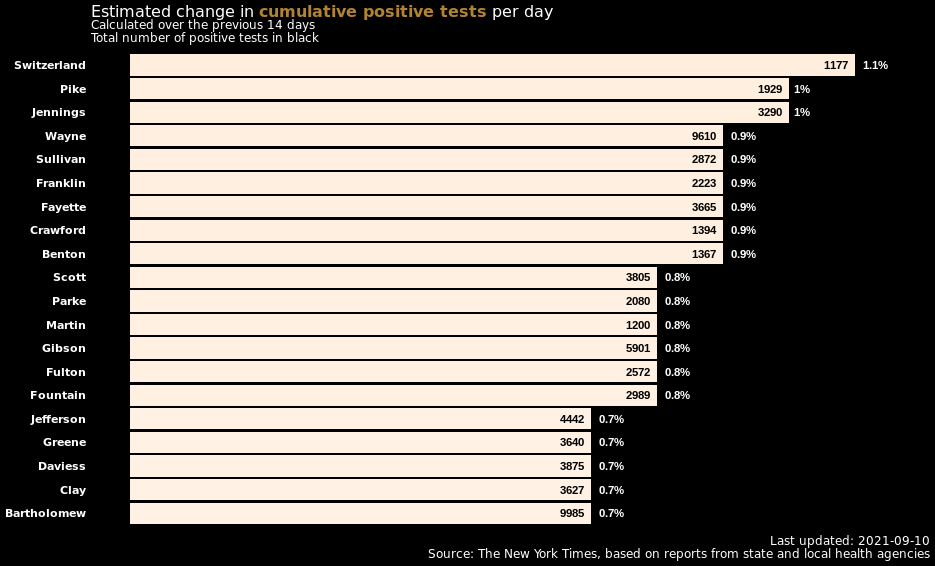 Estimated change in cumulative positive tests per day
Calculated over the previous 14 days
Total number of positive tests in black
Switzerland 1177 1.1%
Pike 1929 1%
Jennings 3290 1%
Wayne 9610 0.9%
Sullivan 2872 0.9%
Franklin 2223 0.9%
Fayette 3665 0.9%
Crawford 1394 0.9%
Benton 1367 0.9%
Scott 3805 0.8%
Parke 2080 0.8%
Martin 1200 0.8%
Gibson 5901 0.8%
Fulton 2572 0.8%
Fountain 2989 0.8%
Jefferson 4442 0.7%
Greene 3640 0.7%
Daviess 3875 0.7%
Clay 3627 0.7%
Bartholomew 9985 0.7%
Last updated: 2021-09-10
Source: The New York Times, based on reports from state and local health agencies